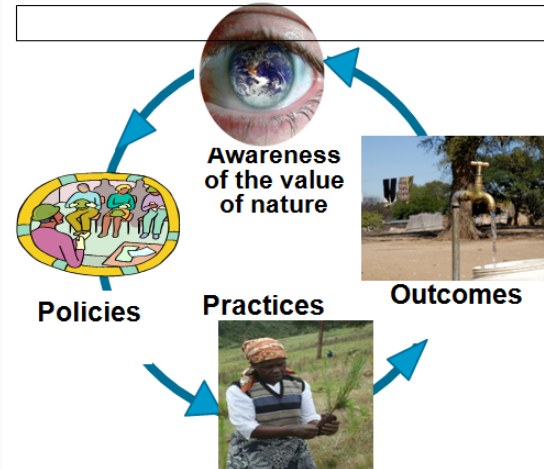 Awareness
of the value
of nature
Policies
Practices
Outcomes